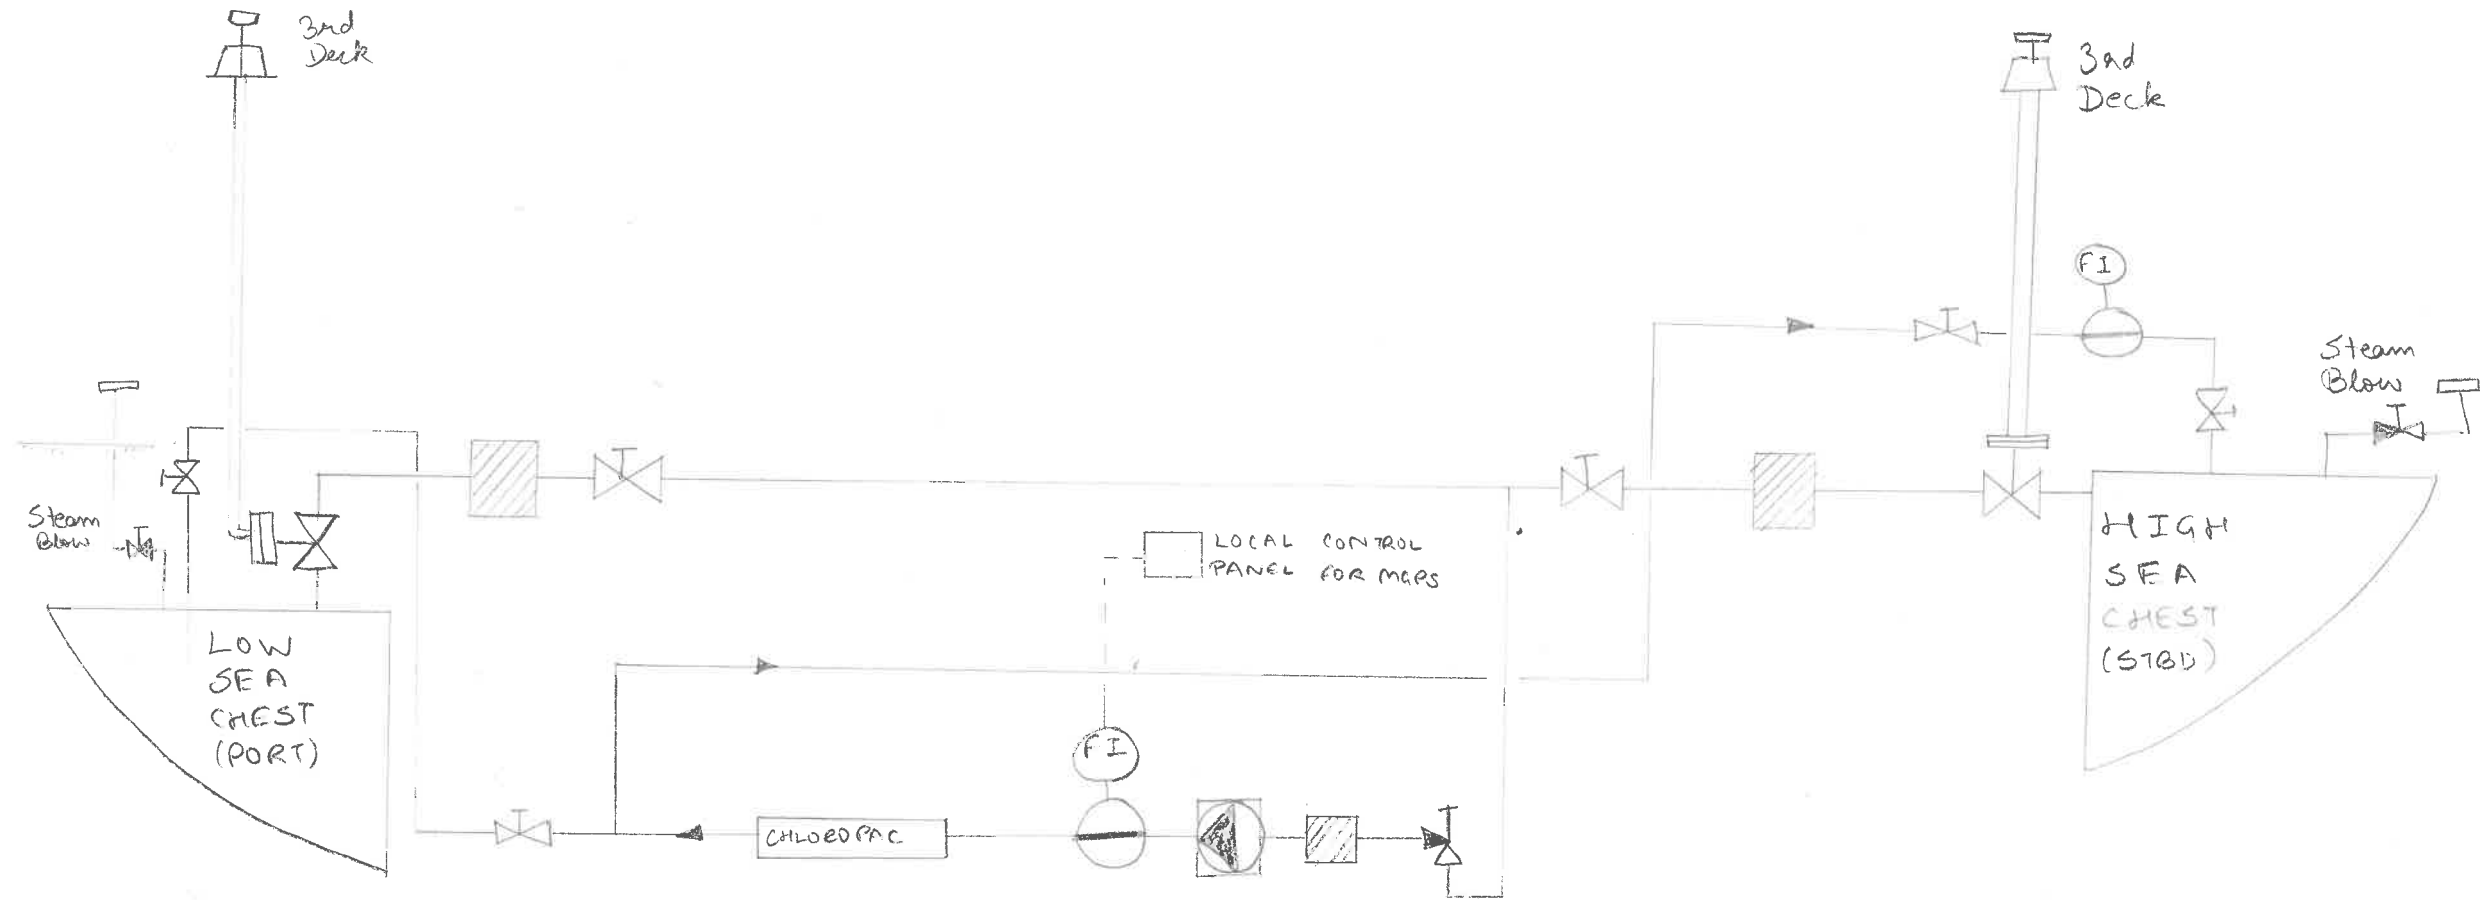 3rd
Deck
3rd
Deck
FI
Steam
Blow
Steam
Blow
LOCAL CONTROL
PANEL FOR MGPS
HIGH
SEA
CHEST
(STBD)
LOW
SEA
CHEST
(PORT)
FI
CHLOROPAC